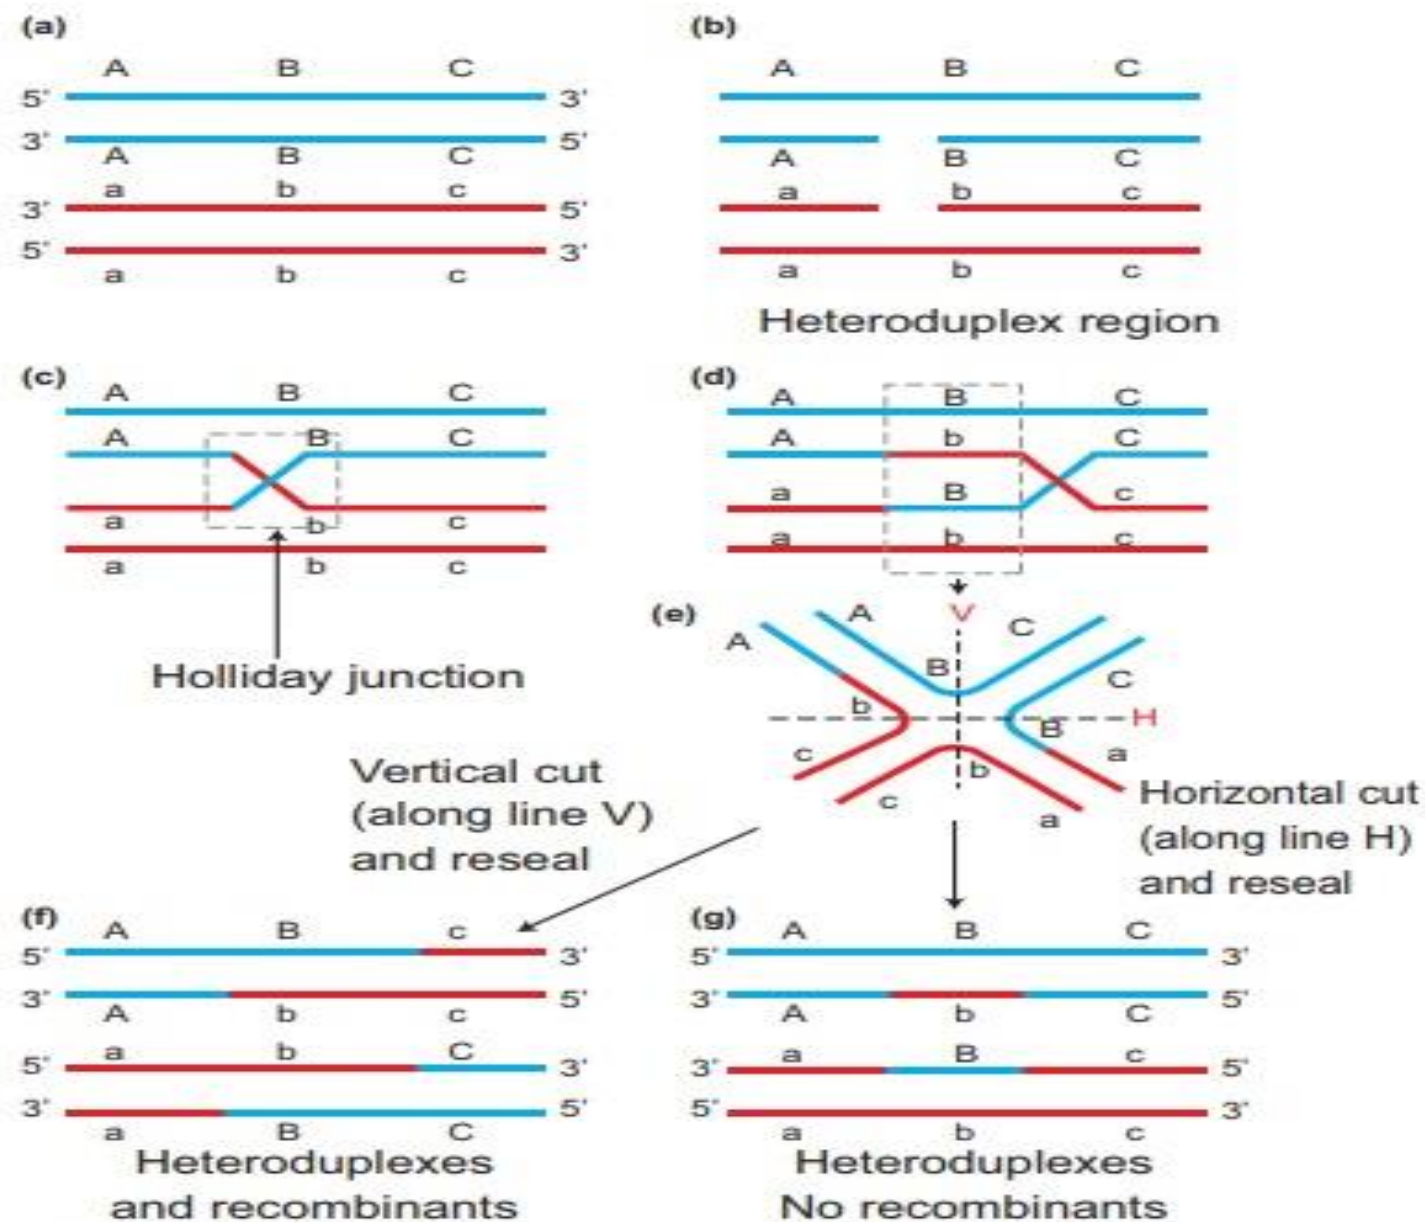 (a)
A B C
5' 3'
3' 5'
A B C
a b c
3' 5'
5' 3'
a b c
(b)
A B C
A B C
a b c
a b c
Heteroduplex region
(c)
A B C
A B C
a b c
a b c
Holliday junction
(d)
A B C
A b C
a B c
a b c
(e)
A V C
A
B C
b H
B
c a
b
c a
Vertical cut
(along line V)
and reseal
Horizontal cut
(along line H)
and reseal
(f)
A B c
5' 3'
3' 5'
A b c
a b C
5' 3'
3' 5'
a B C
Heteroduplexes
and recombinants
(g)
A B C
5' 3'
3' 5'
A b C
a B c
3' 5'
5' 3'
a b c
Heteroduplexes
No recombinants